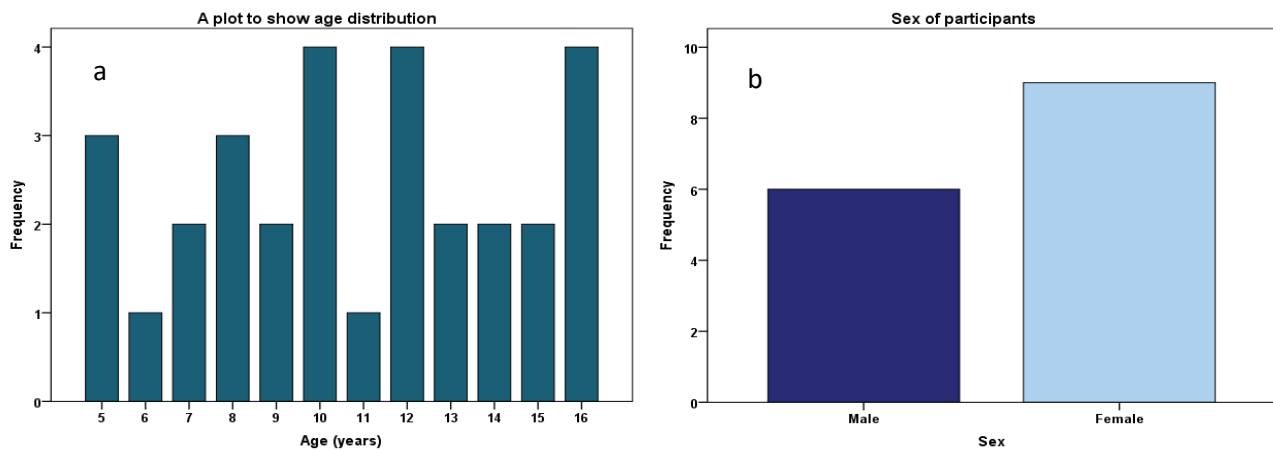 A plot to show age distribution
a
4
3
2
1
0
Frequency
5 6 7 8 9 10 11 12 13 14 15 16
Age (years)
Sex of participants
b
10
8
6
4
2
0
Frequency
Male Female
Sex